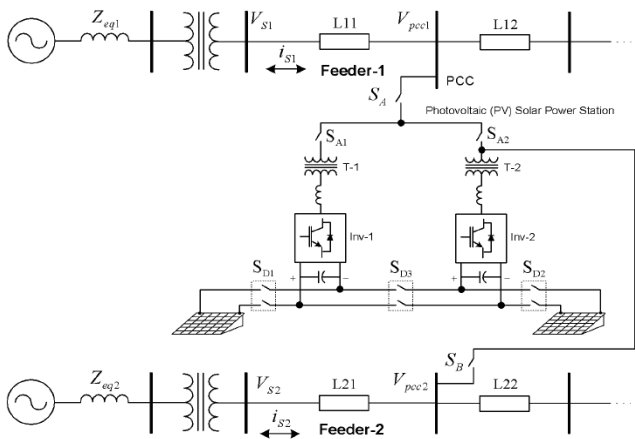 Z_eq1
V_S1
L11
V_pcc1
L12
i_S1
Feeder-1
PCC
S_A
Photovoltaic (PV) Solar Power Station
S_A1
S_A2
T-1
T-2
Inv-1
Inv-2
+
−
+
−
S_D1
S_D3
S_D2
S_B
Z_eq2
V_S2
L21
V_pcc2
L22
i_S2
Feeder-2